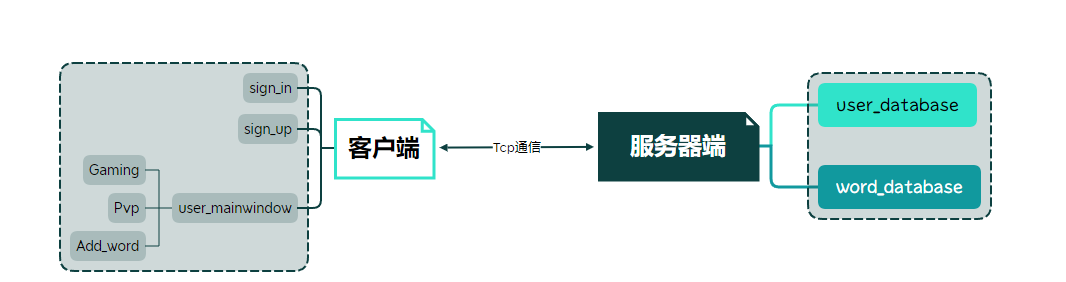 sign_in
sign_up
Gaming
Pvp
user_mainwindow
Add_word
客户端
Tcp通信
服务器端
user_database
word_database